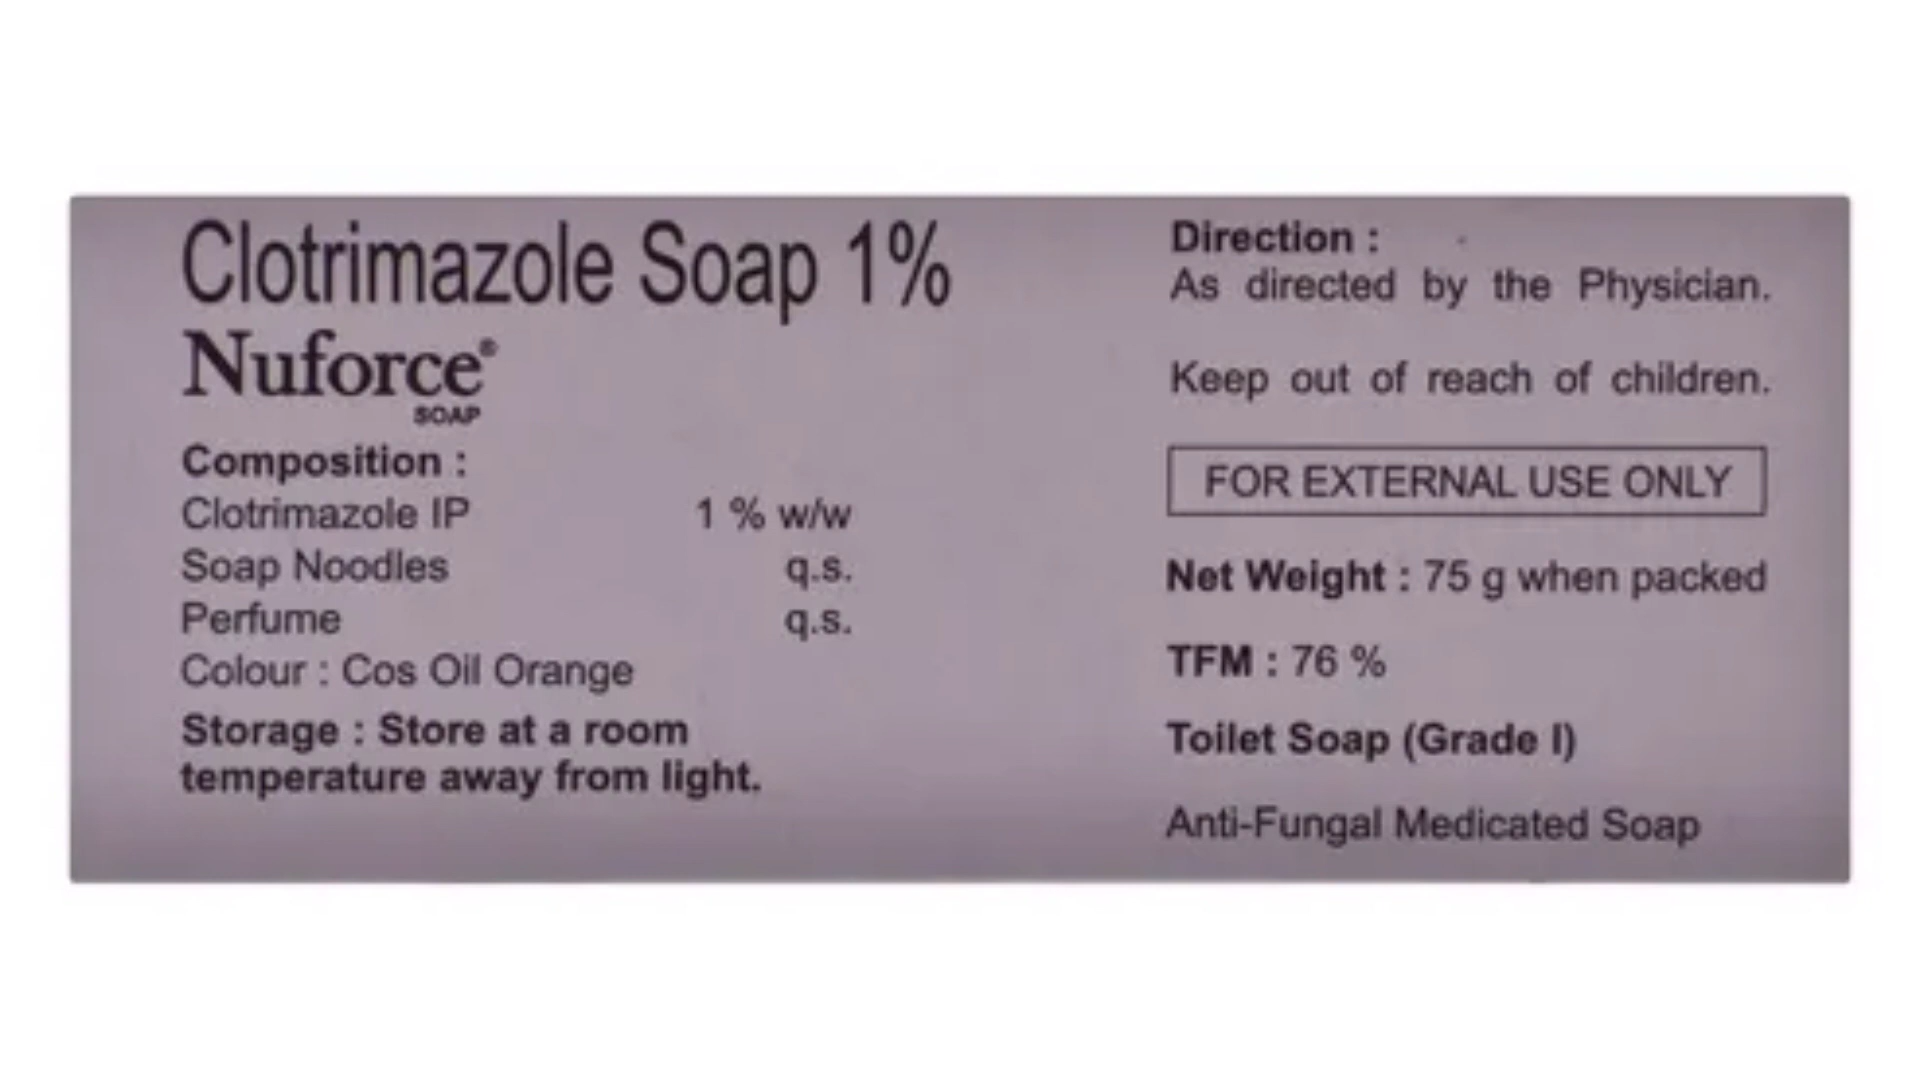 Clotrimazole Soap 1%
Nuforce®
SOAP
Composition :
Clotrimazole IP 1 % w/w
Soap Noodles q.s.
Perfume q.s.
Colour : Cos Oil Orange
Storage : Store at a room
temperature away from light.
Direction :
As directed by the Physician.
Keep out of reach of children.
FOR EXTERNAL USE ONLY
Net Weight : 75 g when packed
TFM : 76 %
Toilet Soap (Grade I)
Anti-Fungal Medicated Soap